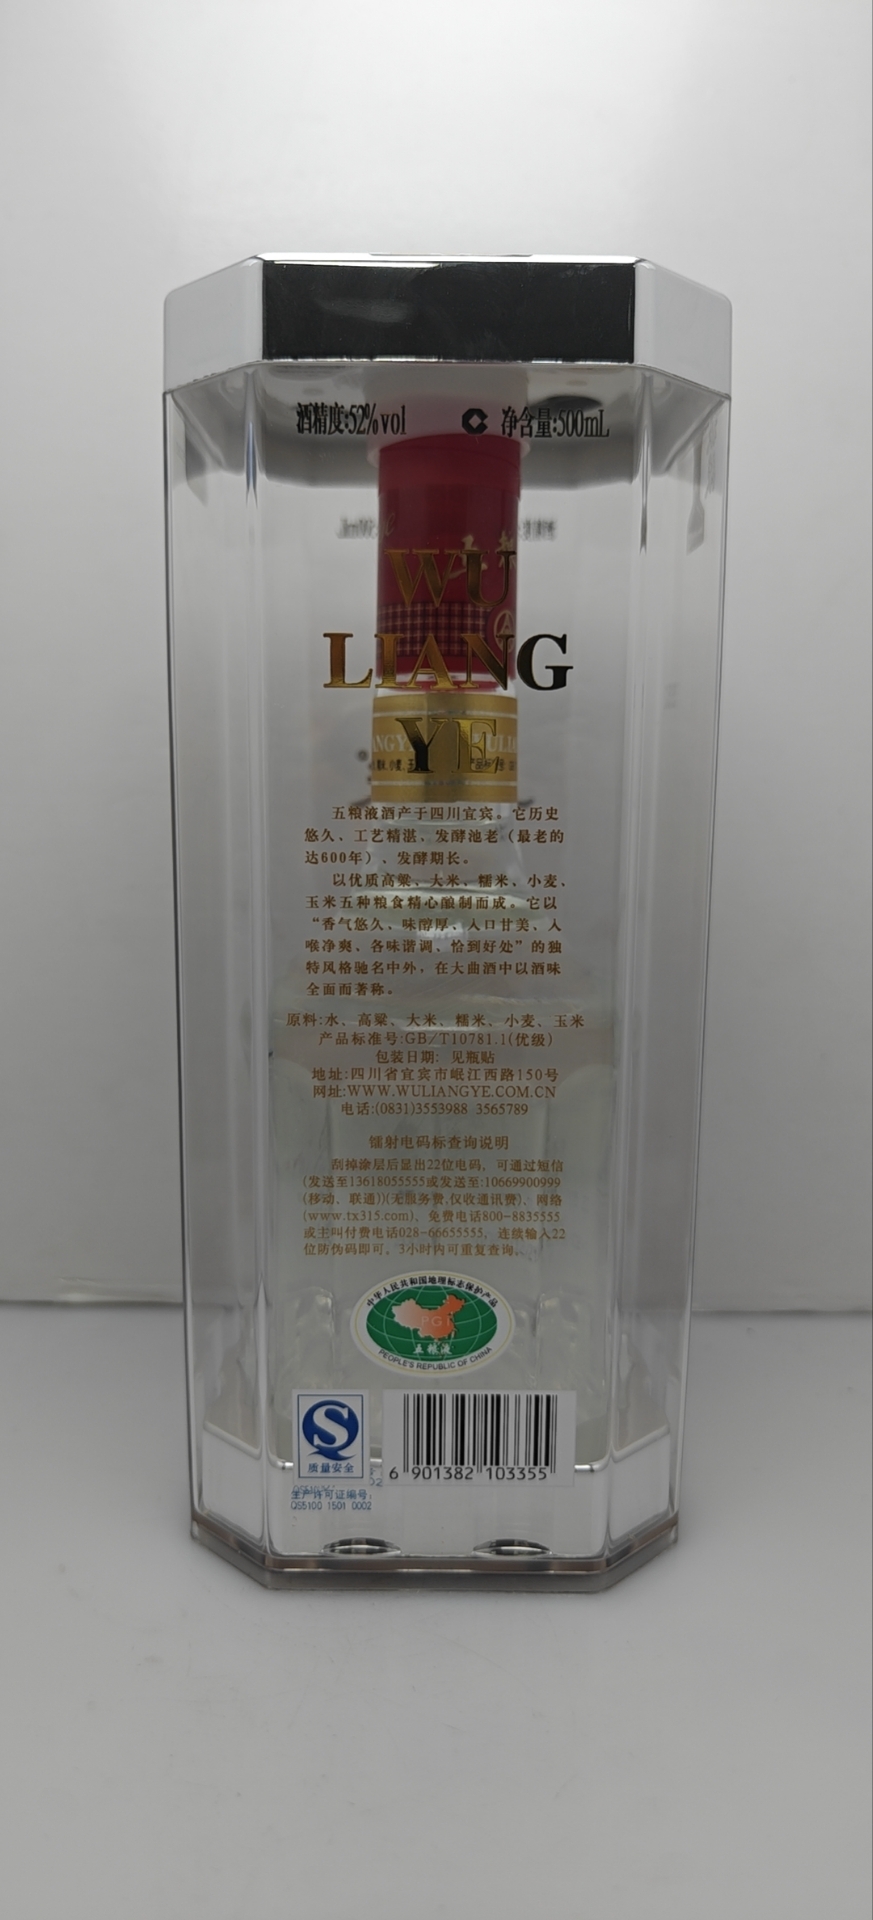 酒精度:52%vol 净含量:500mL
WU
LIANG
YE
五粮液酒产于四川宜宾。它历史
悠久、工艺精湛、发酵池老（最老的
达600年）、发酵期长。
以优质高粱、大米、糯米、小麦、
玉米五种粮食精心酿制而成。它以
“香气悠久、味醇厚、入口甘美、入
喉净爽、各味谐调、恰到好处”的独
特风格驰名中外，在大曲酒中以酒味
全面而著称。
原料:水、高粱、大米、糯米、小麦、玉米
产品标准号:GB/T10781.1(优级)
包装日期: 见瓶贴
地址:四川省宜宾市岷江西路150号
网址:WWW.WULIANGYE.COM.CN
电话:(0831)3553988 3565789
镭射电码标查询说明
刮掉涂层后显出22位电码，可通过短信
(发送至13618055555或发送至:10669900999
(移动、联通))(无服务费,仅收通讯费)、网络
(www.tx315.com)、免费电话800-8835555
或主叫付费电话028-66655555，连续输入22
位防伪码即可。3小时内可重复查询。
中华人民共和国地理标志保护产品
PGI
五粮液
PEOPLE'S REPUBLIC OF CHINA
S
质量安全
生产许可证编号:
QS5100 1501 0002
6 901382 103355